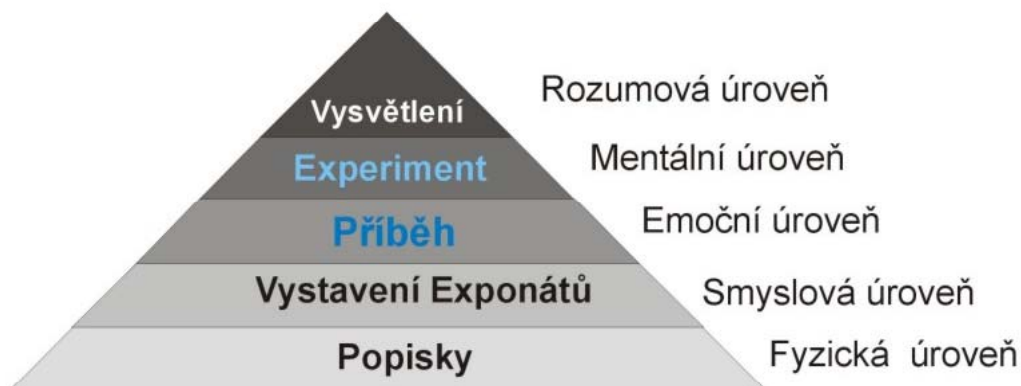 Vysvětlení
Rozumová úroveň
Experiment
Mentální úroveň
Příběh
Emoční úroveň
Vystavení Exponátů
Smyslová úroveň
Popisky
Fyzická úroveň